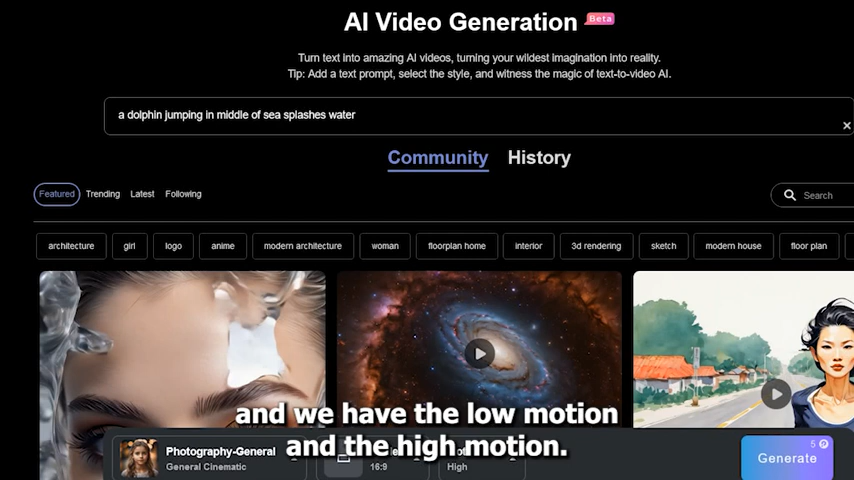 AI Video Generation Beta
Turn text into amazing AI videos, turning your wildest imagination into reality.
Tip: Add a text prompt, select the style, and witness the magic of text-to-video AI.
a dolphin jumping in middle of sea splashes water
Community History
Featured Trending Latest Following Search
architecture girl logo anime modern architecture woman floorplan home interior 3d rendering sketch modern house floor plan
and we have the low motion
and the high motion.
Photography-General
General Cinematic
16:9
High
5
Generate